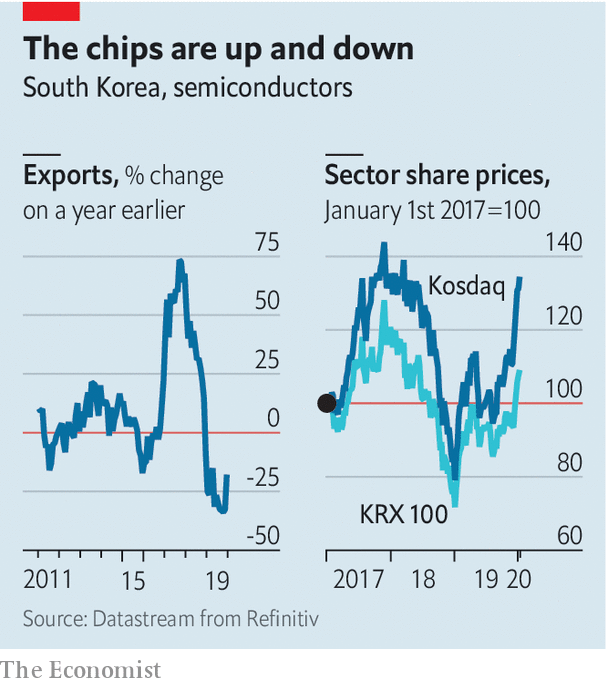 The chips are up and down
South Korea, semiconductors
Exports, % change
on a year earlier
75
50
25
0
-25
-50
2011
15
19
Sector share prices,
January 1st 2017=100
140
120
100
80
60
Kosdaq
KRX 100
2017
18
19
20
Source: Datastream from Refinitiv
The Economist